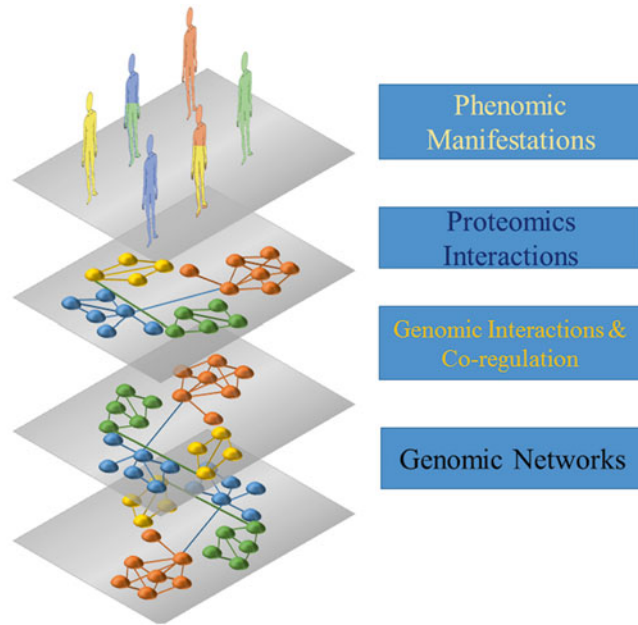 Phenomic
Manifestations
Proteomics
Interactions
Genomic Interactions &
Co-regulation
Genomic Networks